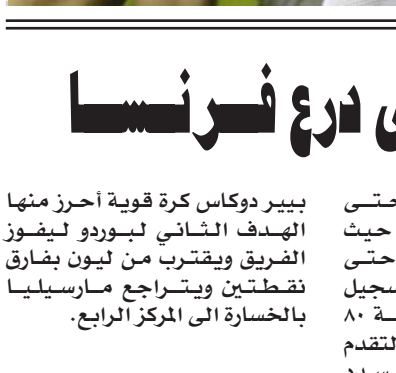 درع فرنسا
حتى
حيث
حتى
سجيل
ـة ٨٠
لتقدم
بيير دوكاس كرة قوية أحرز منها
الهدف الثاني لبوردو ليفوز
الفريق ويقترب من ليون بفارق
نقطتين ويتراجع مارسيليا
بالخسارة الى المركز الرابع.